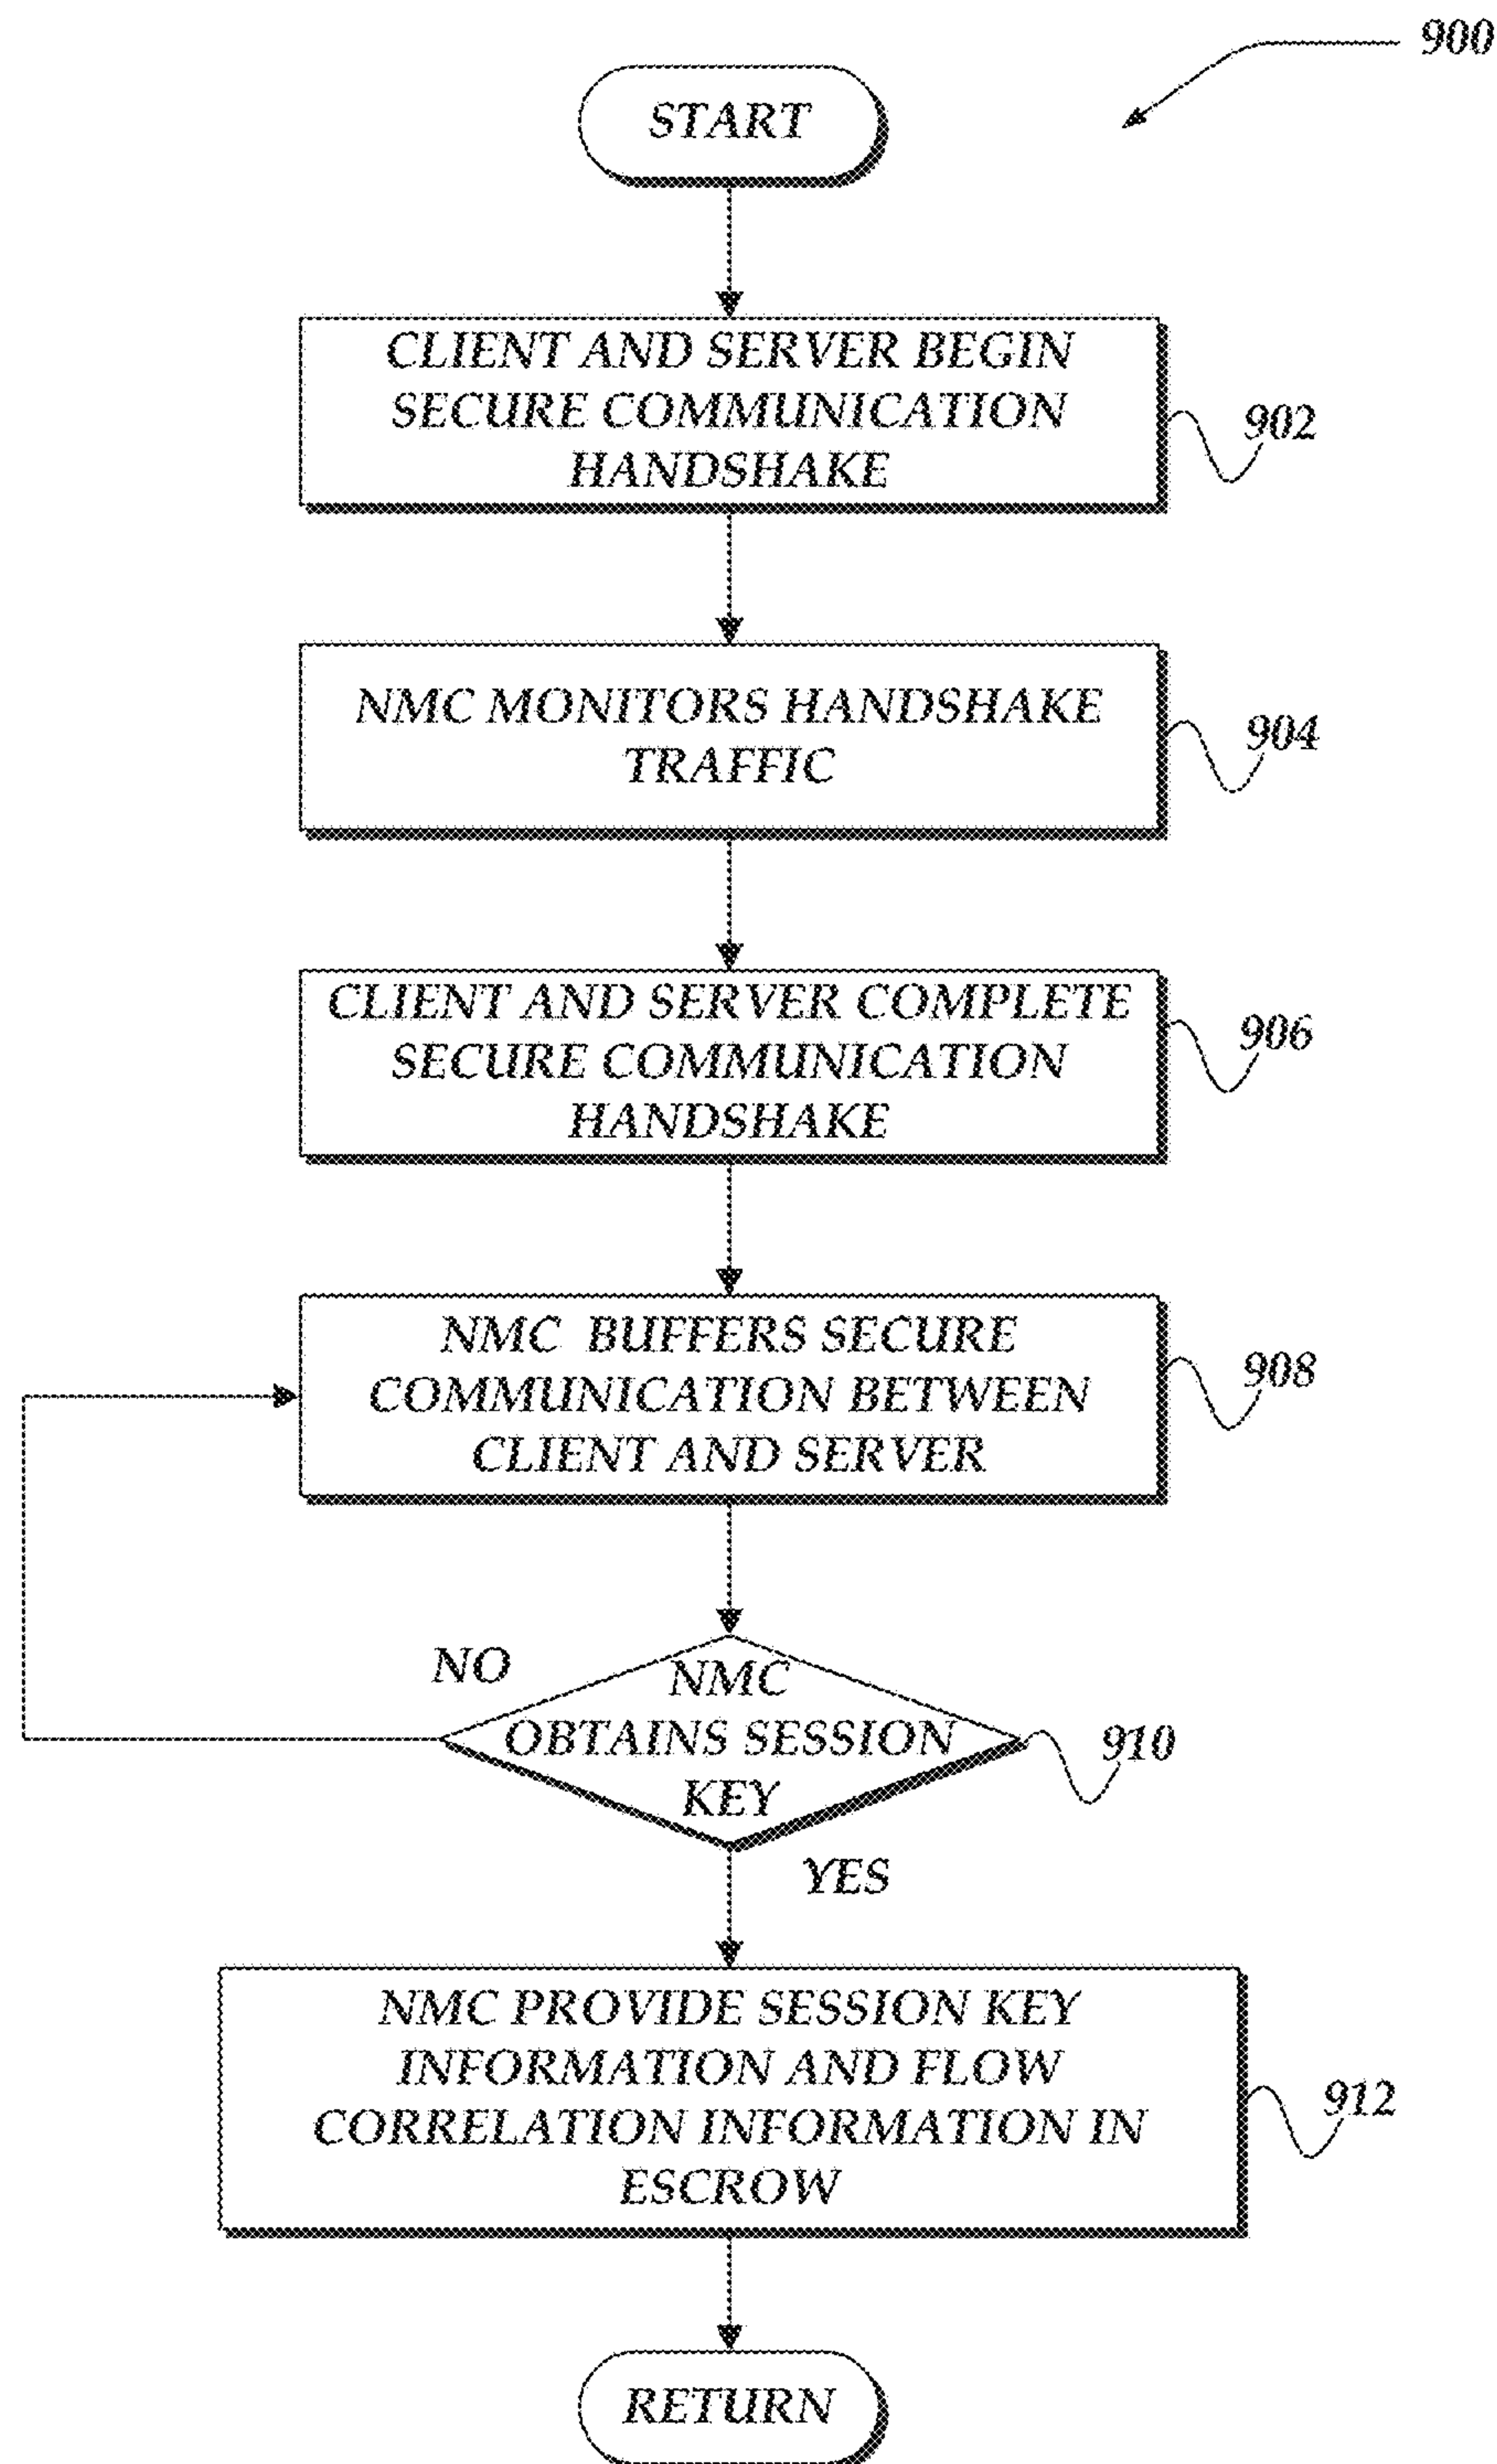 900
START
CLIENT AND SERVER BEGIN
SECURE COMMUNICATION
HANDSHAKE
902
NMC MONITORS HANDSHAKE
TRAFFIC
904
CLIENT AND SERVER COMPLETE
SECURE COMMUNICATION
HANDSHAKE
906
NMC BUFFERS SECURE
COMMUNICATION BETWEEN
CLIENT AND SERVER
908
NO
NMC
OBTAINS SESSION
KEY
910
YES
NMC PROVIDE SESSION KEY
INFORMATION AND FLOW
CORRELATION INFORMATION IN
ESCROW
912
RETURN